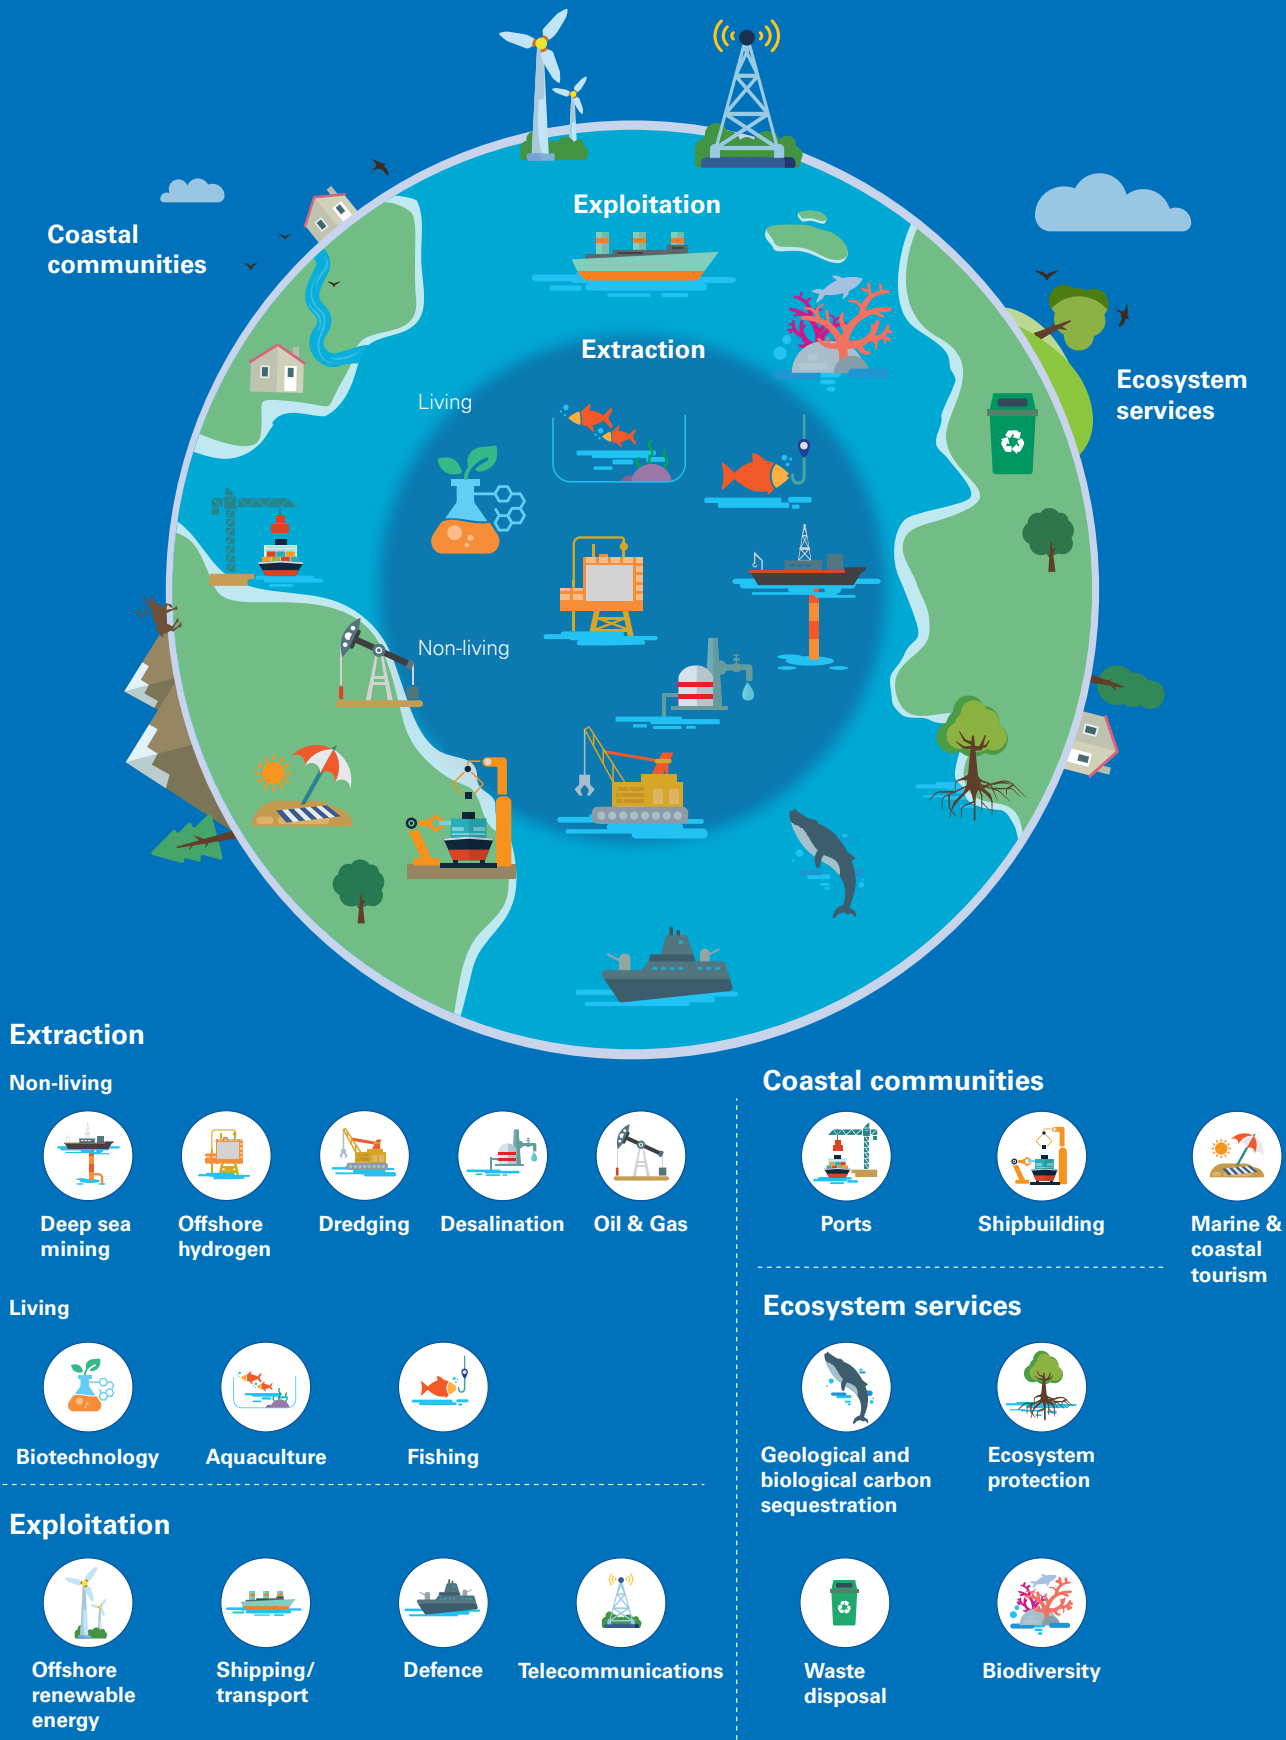 Exploitation
Coastal
communities
Extraction
Living
Ecosystem
services
Non-living
Extraction
Non-living
Deep sea
mining
Offshore
hydrogen
Dredging
Desalination
Oil & Gas
Living
Biotechnology
Aquaculture
Fishing
Exploitation
Offshore
renewable
energy
Shipping/
transport
Defence
Telecommunications
Coastal communities
Ports
Shipbuilding
Marine &
coastal
tourism
Ecosystem services
Geological and
biological carbon
sequestration
Ecosystem
protection
Waste
disposal
Biodiversity